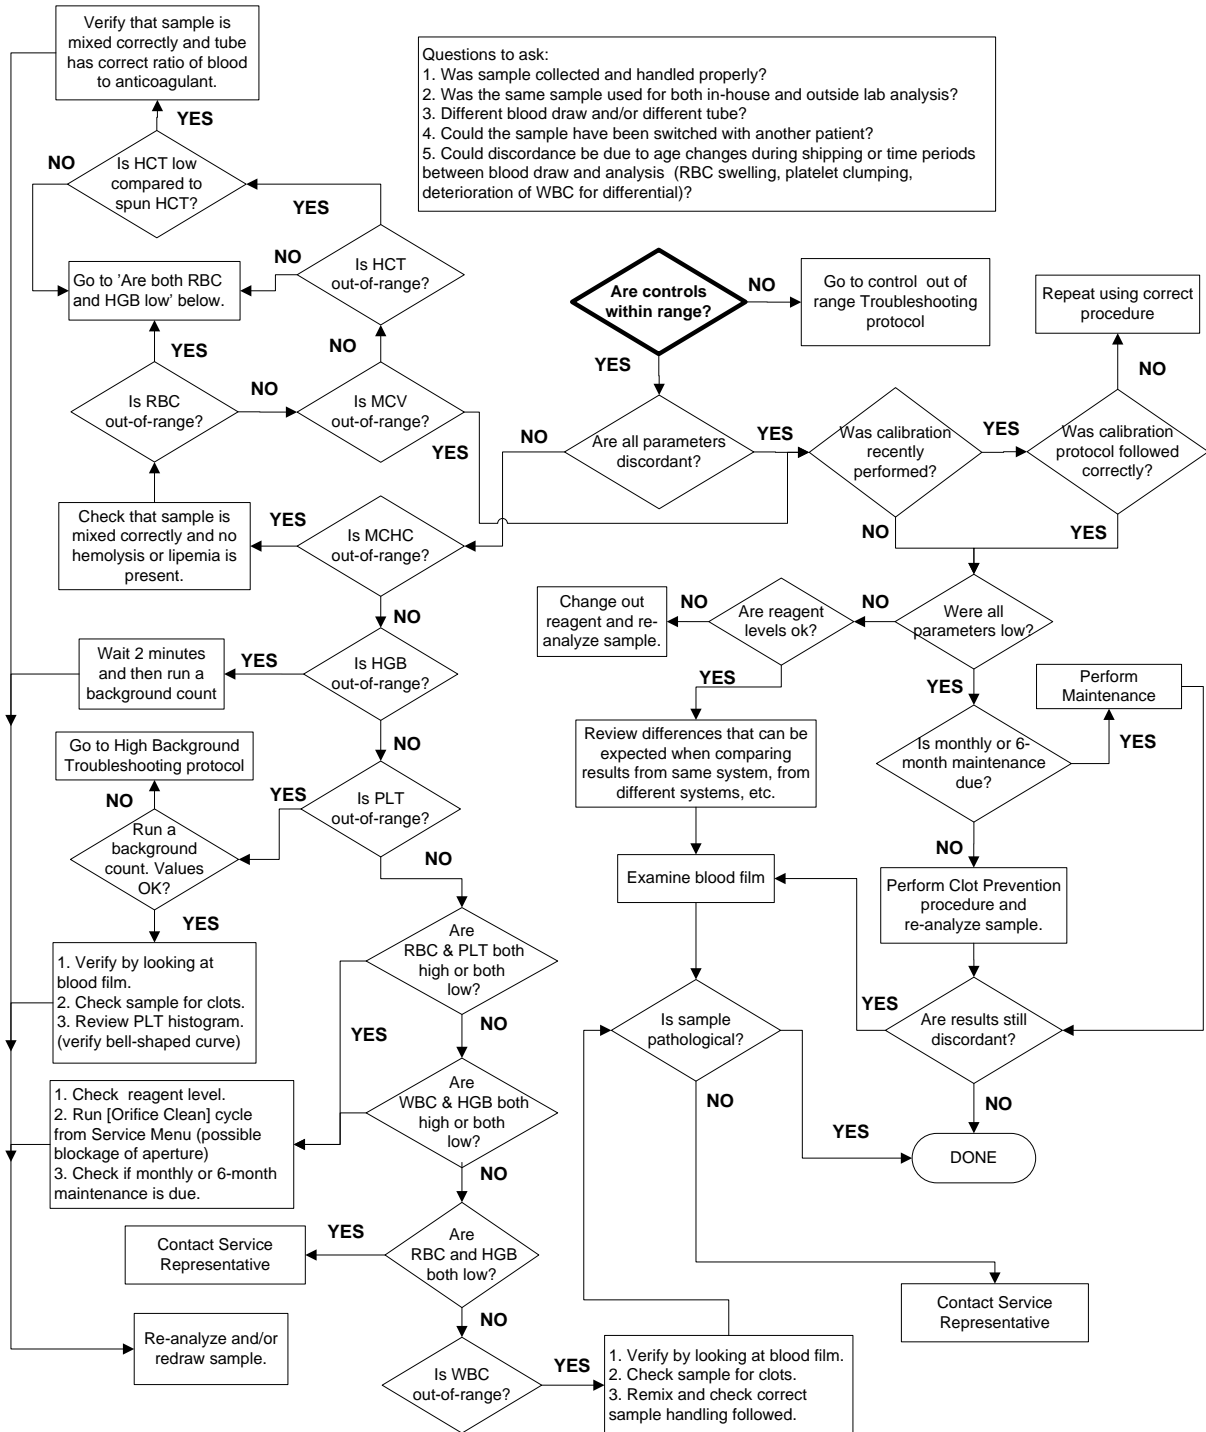 Verify that sample is
mixed correctly and tube
has correct ratio of blood
to anticoagulant.
Questions to ask:
1. Was sample collected and handled properly?
2. Was the same sample used for both in-house and outside lab analysis?
3. Different blood draw and/or different tube?
4. Could the sample have been switched with another patient?
5. Could discordance be due to age changes during shipping or time periods
between blood draw and analysis (RBC swelling, platelet clumping,
deterioration of WBC for differential)?
YES
NO
Is HCT low
compared to
spun HCT?
YES
NO
Is HCT
out-of-range?
Go to 'Are both RBC
and HGB low' below.
Are controls
within range?
NO
Go to control out of
range Troubleshooting
protocol
Repeat using correct
procedure
YES
NO
YES
NO
NO
Is RBC
out-of-range?
Is MCV
out-of-range?
YES
NO
Are all parameters
discordant?
YES
Was calibration
recently
performed?
YES
Was calibration
protocol followed
correctly?
Check that sample is
mixed correctly and no
hemolysis or lipemia is
present.
YES
Is MCHC
out-of-range?
NO
YES
NO
Change out
reagent and re-
analyze sample.
NO
Are reagent
levels ok?
NO
Were all
parameters low?
Wait 2 minutes
and then run a
background count
YES
Is HGB
out-of-range?
YES
YES
Perform
Maintenance
NO
Go to High Background
Troubleshooting protocol
Review differences that can be
expected when comparing
results from same system, from
different systems, etc.
Is monthly or 6-
month maintenance
due?
YES
NO
YES
Is PLT
out-of-range?
Run a
background
count. Values
OK?
NO
NO
Examine blood film
Perform Clot Prevention
procedure and
re-analyze sample.
YES
Are
RBC & PLT both
high or both
low?
1. Verify by looking at
blood film.
2. Check sample for clots.
3. Review PLT histogram.
(verify bell-shaped curve)
YES
NO
Is sample
pathological?
YES
Are results still
discordant?
1. Check reagent level.
2. Run [Orifice Clean] cycle
from Service Menu (possible
blockage of aperture)
3. Check if monthly or 6-month
maintenance is due.
Are
WBC & HGB both
high or both
low?
NO
NO
YES
DONE
NO
Contact Service
Representative
YES
Are
RBC and HGB
both low?
Contact Service
Representative
NO
Re-analyze and/or
redraw sample.
Is WBC
out-of-range?
YES
1. Verify by looking at blood film.
2. Check sample for clots.
3. Remix and check correct
sample handling followed.